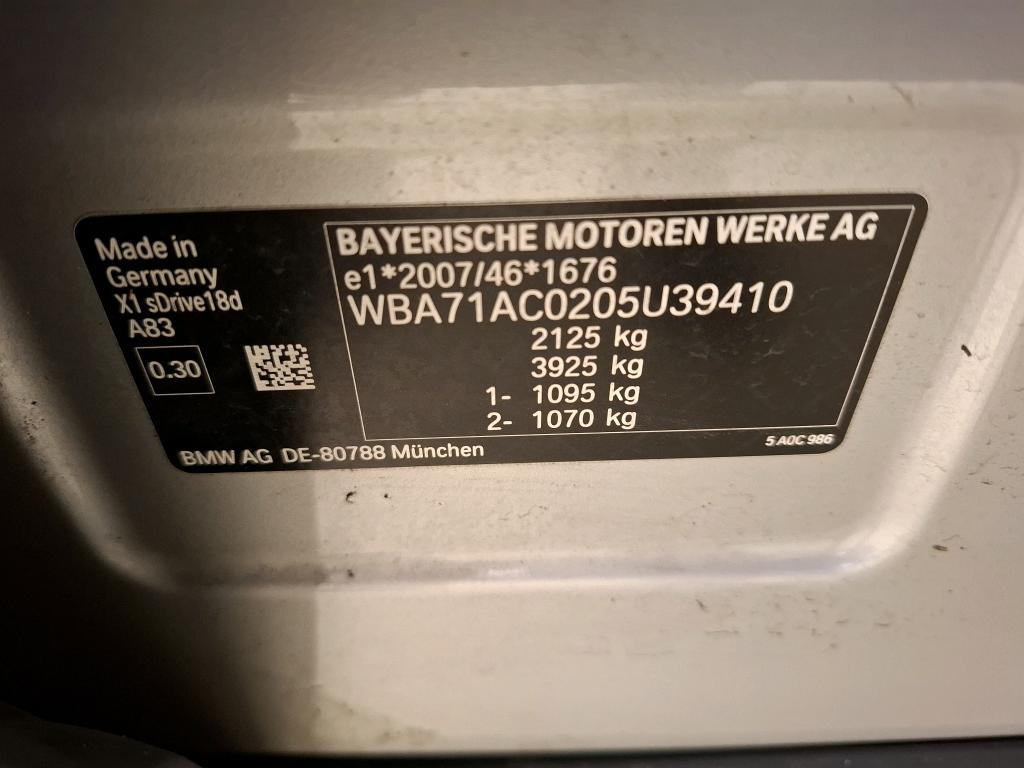 Made in
Germany
X1 sDrive18d
A83
0.30
BAYERISCHE MOTOREN WERKE AG
e1*2007/46*1676
WBA71AC0205U39410
2125 kg
3925 kg
1- 1095 kg
2- 1070 kg
BMW AG DE-80788 München
5 A0C 986